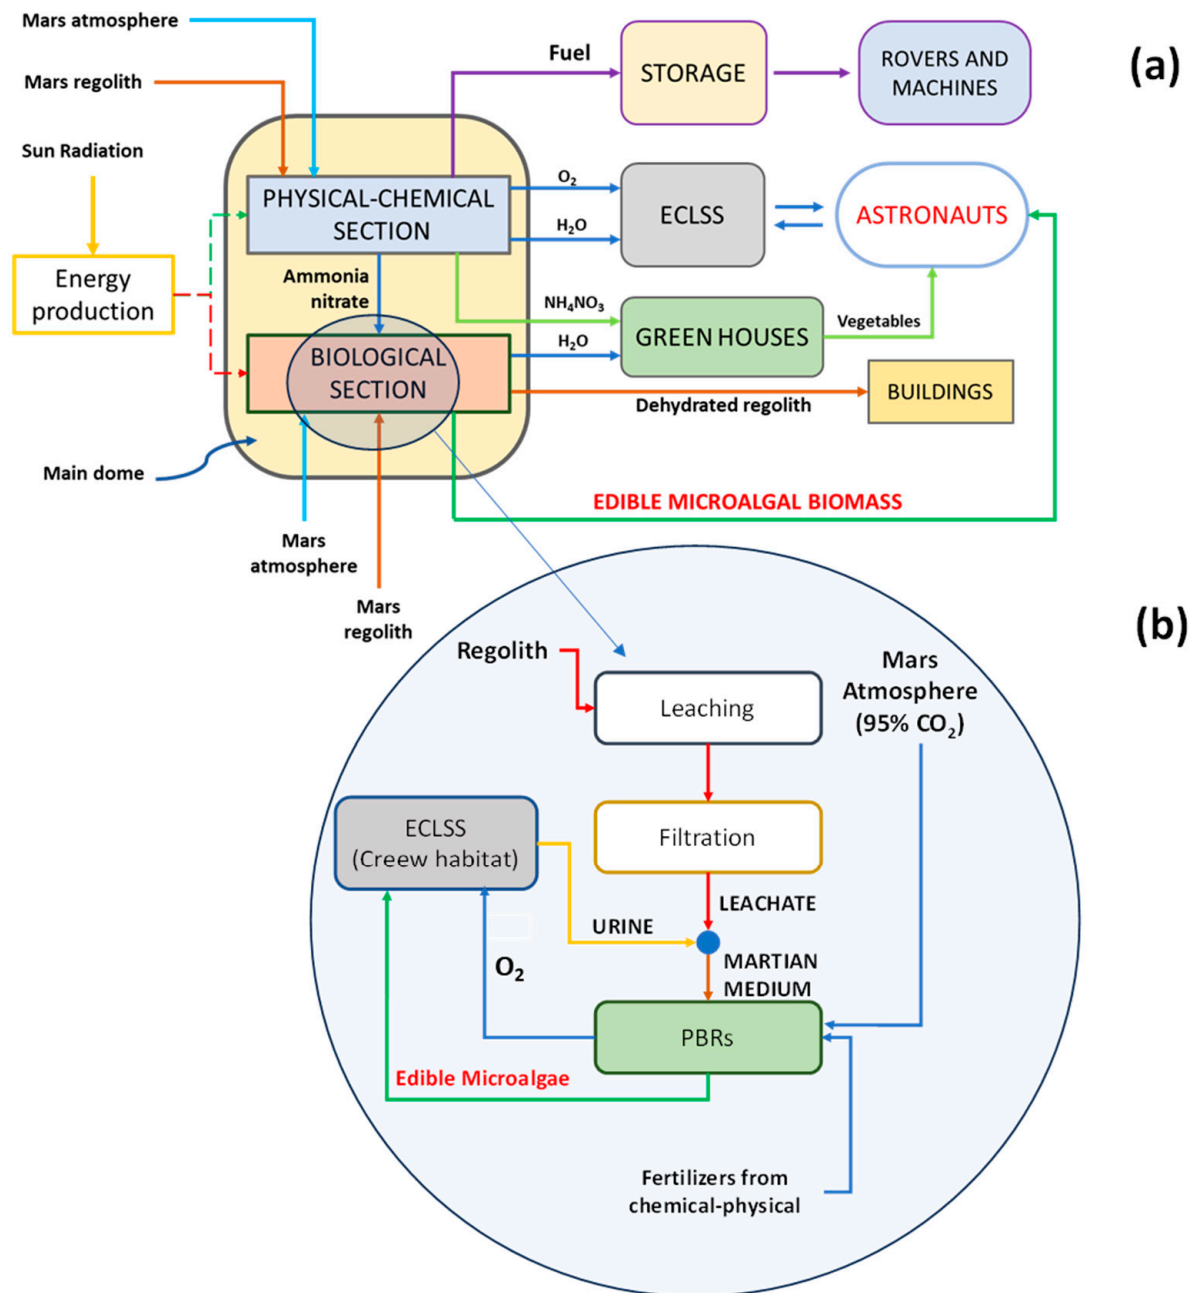 Mars atmosphere
Mars regolith
Sun Radiation
Energy
production
Main dome
PHYSICAL-CHEMICAL
SECTION
Ammonia
nitrate
BIOLOGICAL
SECTION
Mars
atmosphere
Mars
regolith
Fuel
STORAGE
ROVERS AND
MACHINES
(a)
O₂
H₂O
ECLSS
ASTRONAUTS
NH₄NO₃
H₂O
GREEN HOUSES
Vegetables
Dehydrated regolith
BUILDINGS
EDIBLE MICROALGAL BIOMASS
(b)
Regolith
Leaching
Mars
Atmosphere
(95% CO₂)
Filtration
ECLSS
(Creew habitat)
LEACHATE
URINE
MARTIAN
MEDIUM
O₂
PBRs
Edible Microalgae
Fertilizers from
chemical-physical